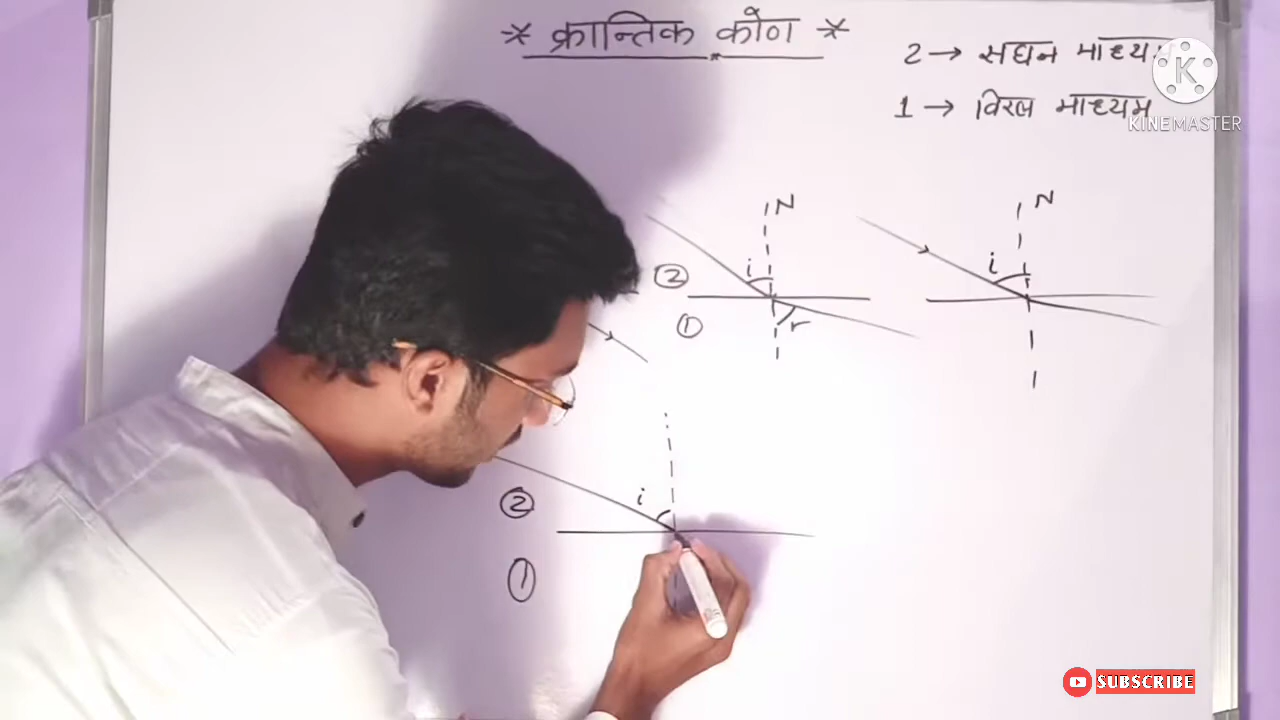 * क्रान्तिक कोण *
2 → सघन माध्यम
1 → विरल माध्यम
KINEMASTER
K
N
i
②
①
r
N
i
i
②
①
SUBSCRIBE